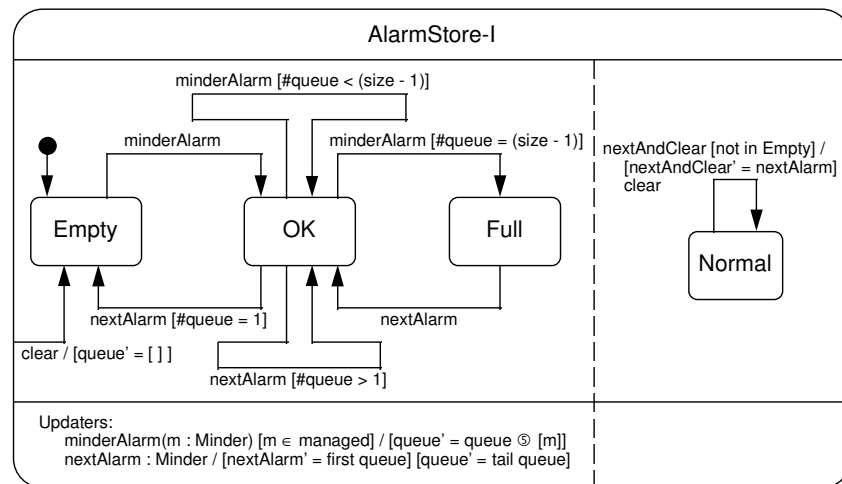 AlarmStore-I
minderAlarm [#queue < (size - 1)]
minderAlarm
minderAlarm [#queue = (size - 1)]
nextAndClear [not in Empty] /
[nextAndClear' = nextAlarm]
clear
Empty
OK
Full
Normal
nextAlarm [#queue = 1]
nextAlarm
clear / [queue' = [ ] ]
nextAlarm [#queue > 1]
Updaters:
minderAlarm(m : Minder) [m ∈ managed] / [queue' = queue Ⓢ [m]]
nextAlarm : Minder / [nextAlarm' = first queue] [queue' = tail queue]